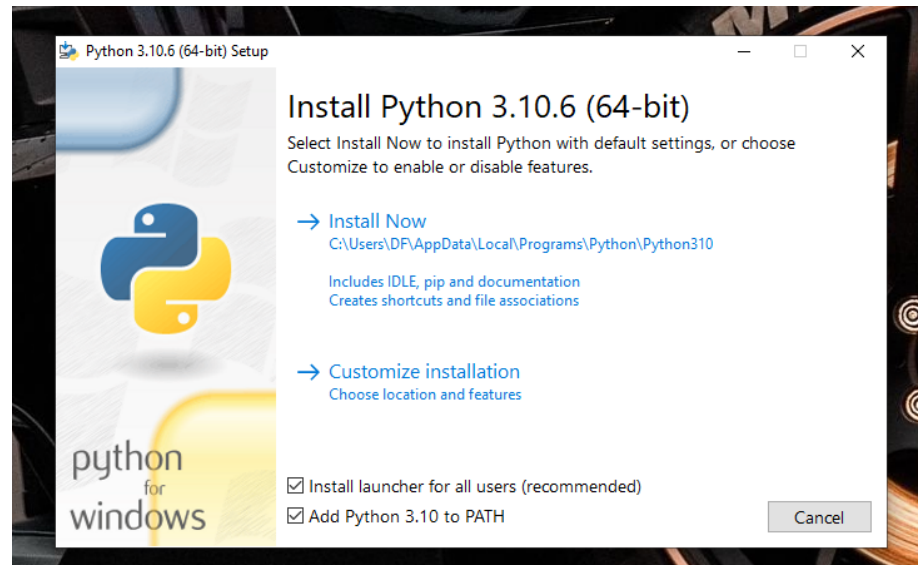 Python 3.10.6 (64-bit) Setup
Install Python 3.10.6 (64-bit)
Select Install Now to install Python with default settings, or choose
Customize to enable or disable features.
Install Now
C:\Users\DF\AppData\Local\Programs\Python\Python310
Includes IDLE, pip and documentation
Creates shortcuts and file associations
Customize installation
Choose location and features
python
for
windows
Install launcher for all users (recommended)
Add Python 3.10 to PATH
Cancel